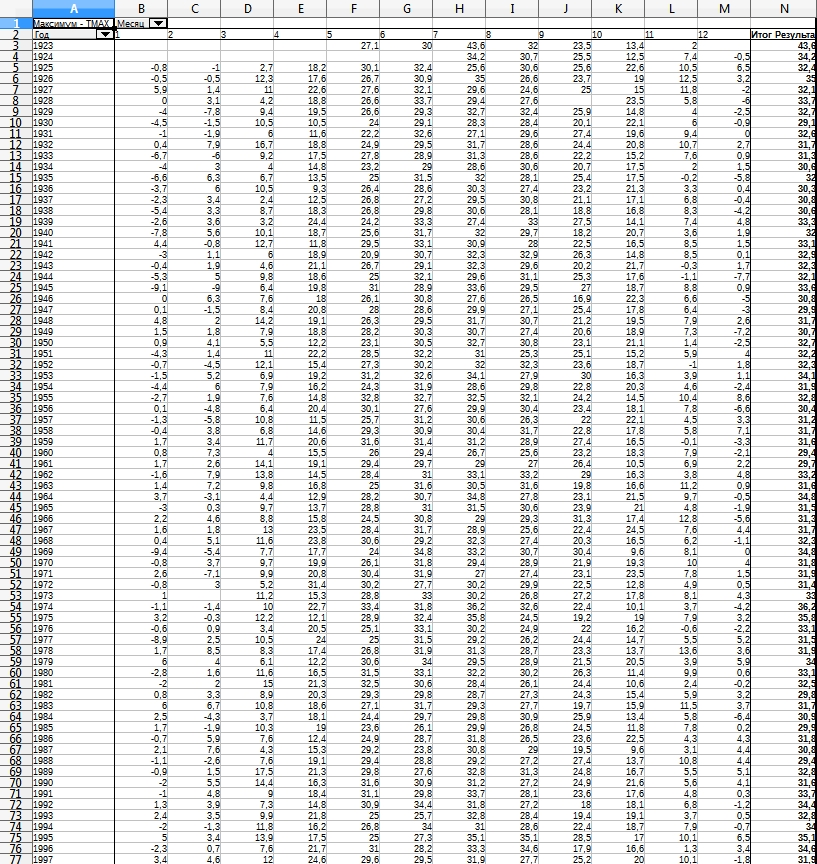 A B C D E F G H I J K L M N
1 Максимум - TMAX Месяц
2 Год 1 2 3 4 5 6 7 8 9 10 11 12 Итог Результа
3 1923 27,1 30 43,6 32 23,5 13,4 2 43,6
4 1924 34,2 30,7 25,5 12,5 7,4 -0,5 34,2
5 1925 -0,8 -1 2,7 18,2 30,1 32,4 25,6 30,6 25,6 22,6 10,5 6,5 32,4
6 1926 -0,5 -0,5 12,3 17,6 26,7 30,9 35 26,6 23,7 19 12,5 3,2 35
7 1927 5,9 1,4 11 22,6 27,6 32,1 29,6 24,6 25 15 11,8 -2 32,1
8 1928 0 3,1 4,2 18,8 26,6 33,7 29,4 27,6 23,5 5,8 -6 33,7
9 1929 -4 -7,8 9,4 19,5 26,6 29,3 32,7 32,4 25,9 14,8 4 -2,5 32,7
10 1930 -4,5 -1,5 10,5 10,5 24 29,1 28,3 28,4 20,1 22,1 6 -0,9 29,1
11 1931 -1 -1,9 6 11,6 22,2 32,6 27,1 29,6 27,4 19,6 9,4 0 32,6
12 1932 0,4 7,9 16,7 18,8 24,9 29,5 31,7 28,6 24,4 20,8 10,7 2,7 31,7
13 1933 -6,7 -6 9,2 17,5 27,8 28,9 31,3 28,6 22,2 15,2 7,6 0,9 31,3
14 1934 -4 3 4 14,8 23,2 29 28,6 30,6 20,7 17,5 2 1,5 30,6
15 1935 -6,6 6,3 6,7 13,5 25 31,5 32 28,1 25,4 17,5 -0,2 -5,8 32
16 1936 -3,7 6 10,5 9,3 26,4 28,6 30,3 27,4 23,2 21,3 3,3 0,4 30,3
17 1937 -2,3 3,4 2,4 12,5 26,8 27,2 29,5 30,8 21,1 17,1 6,8 -0,4 30,8
18 1938 -5,4 3,3 8,7 18,3 26,8 29,8 30,6 28,1 18,8 16,8 8,3 -4,2 30,6
19 1939 -2,6 3,6 3,2 24,4 24,2 33,3 27,4 33 27,5 14,1 7,4 4,8 33,3
20 1940 -7,8 5,6 10,1 18,7 25,6 31,7 32 29,7 18,2 20,7 3,6 1,9 32
21 1941 4,4 -0,8 12,7 11,8 29,5 33,1 30,9 28 22,5 16,5 8,5 1,5 33,1
22 1942 -3 1,1 6 18,9 20,9 30,7 32,3 32,9 26,3 14,8 8,5 0,1 32,9
23 1943 -0,4 1,9 4,6 21,1 26,7 29,1 32,3 29,6 20,2 21,7 -0,3 1,7 32,3
24 1944 -5,3 5 9,8 18,6 25 32,1 29,6 31,1 25,3 17,6 -1,1 -7,7 32,1
25 1945 -9,1 -9 6,4 19,8 31 28,9 33,6 29,5 27 18,7 8,8 0,9 33,6
26 1946 0 6,3 7,6 18 26,1 30,8 27,6 26,5 16,9 22,3 6,6 -5 30,8
27 1947 0,1 -1,5 8,4 20,8 28 28,6 29,9 27,1 25,4 17,8 6,4 -3 29,9
28 1948 4,8 2 14,2 19,1 26,3 29,5 31,7 30,7 21,2 19,5 7,9 2,6 31,7
29 1949 1,5 1,8 7,9 18,8 28,2 30,3 30,7 27,4 20,6 18,9 7,3 -7,2 30,7
30 1950 0,9 4,1 5,5 12,2 23,1 30,5 32,7 30,8 23,1 21,1 1,4 -2,5 32,7
31 1951 -4,3 1,4 11 22,2 28,5 32,2 31 25,3 25,1 15,2 5,9 4 32,2
32 1952 -0,7 -4,5 12,1 15,4 27,3 30,2 32 32,3 23,6 18,7 -1 1,8 32,3
33 1953 -1,5 5,2 6,9 19,2 31,2 32,6 34,1 27,9 30 16,3 3,9 1,1 34,1
34 1954 -4,4 6 7,9 16,2 24,3 31,9 28,6 29,8 22,8 20,3 4,6 -2,4 31,9
35 1955 -2,7 1,9 7,6 14,8 32,8 32,7 32,5 32,1 24,2 14,5 10,4 8,6 32,8
36 1956 0,1 -4,8 6,4 20,4 30,1 27,6 29,9 30,4 23,4 18,1 7,8 -6,6 30,4
37 1957 -1,3 -5,8 10,8 11,5 25,7 31,2 30,6 26,3 22 22,1 4,5 3,3 31,2
38 1958 -0,4 3,8 6,8 14,6 29,3 30,9 30,4 31,7 22,8 17,8 5,8 7,1 31,7
39 1959 1,7 3,4 11,7 20,6 31,6 31,4 31,2 28,9 27,4 16,5 -0,1 -3,3 31,6
40 1960 0,8 7,3 4 15,5 26 29,4 26,7 25,6 23,2 18,3 7,9 -2,1 29,4
41 1961 1,7 2,6 14,1 19,1 29,4 29,7 29 27 26,4 10,5 6,9 2,2 29,7
42 1962 -1,6 7,9 13,8 14,5 28,4 31 33,1 33,2 29 16,3 3,8 4,8 33,2
43 1963 1,4 7,2 9,8 16,8 25 31,6 30,5 31,6 19,8 16,6 11,2 0,9 31,6
44 1964 3,7 -3,1 4,4 12,9 28,2 30,7 34,8 27,8 23,1 21,5 9,7 -0,5 34,8
45 1965 -3 0,3 9,7 13,7 28,8 31 31,5 30,6 23,9 21 4,8 -1,9 31,5
46 1966 2,2 4,6 8,8 15,8 24,5 30,8 29 29,3 31,3 17,4 12,8 -5,6 31,3
47 1967 1,6 1,8 13 23,5 28,4 31,7 28,9 25,6 22,4 24,5 7,6 4,4 31,7
48 1968 0,4 5,1 11,6 23,8 30,6 29,2 32,3 27,4 20,3 16,5 6,2 -1,1 32,3
49 1969 -9,4 -5,4 7,7 17,7 24 34,8 33,2 30,7 30,4 9,6 8,1 0 34,8
50 1970 -0,8 3,7 9,7 19,9 26,1 31,8 29,4 28,9 21,9 19,3 10 4 31,8
51 1971 2,6 -7,1 9,9 20,8 30,4 31,9 27 27,4 23,1 23,5 7,8 1,5 31,9
52 1972 -0,8 3 5,2 31,4 30,2 27,7 30,2 29,9 22,5 12,8 4,9 0,5 31,4
53 1973 1 11,2 15,3 28,8 33 30,2 26,8 27,2 17,8 8,1 4,3 33
54 1974 -1,1 -1,4 10 22,7 33,4 31,8 36,2 32,6 22,4 10,1 3,7 -4,2 36,2
55 1975 3,2 -0,3 12,2 12,1 28,9 32,4 35,8 24,5 19,2 19 7,9 3,2 35,8
56 1976 -0,6 0,9 3,4 20,5 25,1 33,1 30,2 24,9 22 16,2 -0,6 -2,2 33,1
57 1977 -8,9 2,5 10,5 24 25 31,5 29,2 26,2 24,4 14,7 5,5 5,2 31,5
58 1978 1,7 8,5 8,3 17,4 26,8 31,9 31,3 28,7 23,3 13,7 13,6 3,6 31,9
59 1979 6 4 6,1 12,2 30,6 34 29,5 28,9 21,5 20,5 3,9 5,9 34
60 1980 -2,8 1,6 11,6 16,5 31,5 33,1 32,2 30,2 26,3 11,4 9,9 0,6 33,1
61 1981 -2 2 15 21,3 32,5 30,6 28,4 26,1 24,4 10,6 2,4 -0,2 32,5
62 1982 0,8 3,3 8,9 20,3 29,3 29,8 28,7 27,3 24,3 15,4 5,9 3,2 29,8
63 1983 6 6,7 10,8 18,6 27,1 31,7 29,3 27,7 19,7 15,9 11,5 3,7 31,7
64 1984 2,5 -4,3 3,7 18,1 24,4 29,7 29,8 30,9 25,9 13,4 5,8 -6,4 30,9
65 1985 1,7 -1,9 10,3 19 23,6 26,1 29,9 26,8 24,5 11,8 7,8 0,2 29,9
66 1986 -0,7 5,9 7,6 12,4 24,9 28,7 31,8 26,5 23,6 22,5 4,3 4,3 31,8
67 1987 2,1 7,6 4,3 15,3 29,2 23,8 30,8 29 19,5 9,6 3,1 4,4 30,8
68 1988 -1,1 -2,6 7,6 19,1 29,4 28,8 29,2 27,2 27,4 13,7 10,8 4,4 29,4
69 1989 -0,9 1,5 17,5 21,3 29,8 27,6 32,8 31,3 24,8 16,7 5,5 5,1 32,8
70 1990 -2 5,5 14,4 16,3 31,6 30,9 31,2 27,2 24,9 21,6 5,6 4,1 31,6
71 1991 -1 4,8 9 18,4 31,1 29,8 33,7 28,1 23,6 17,6 4,8 0,3 33,7
72 1992 1,3 3,9 7,3 14,8 30,9 34,4 31,8 27,2 18 18,1 6,8 -1,2 34,4
73 1993 2,4 3,5 9,9 21,8 25 25,7 32,8 28,4 19,4 19,1 3,7 0,5 32,8
74 1994 -2 -1,3 11,8 16,2 26,8 34 31 28,6 22,4 18,7 7,9 -0,7 34
75 1995 5 3,4 13,9 17,5 25 27,3 35,1 35,1 28,5 17 10,1 6,5 35,1
76 1996 -2,3 0,7 7,6 21,2 31 28,2 33,3 34,6 17,9 16,6 1,3 3,4 34,6
77 1997 3,4 4,6 12 24,6 29,5 29,5 31,9 27,7 25,2 20 10,1 -1,8 31,9